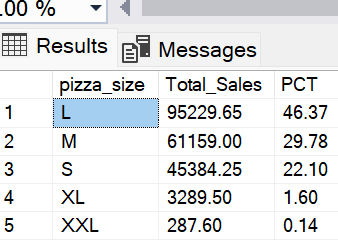 .00 %
Results Messages
pizza_size Total_Sales PCT
1 L 95229.65 46.37
2 M 61159.00 29.78
3 S 45384.25 22.10
4 XL 3289.50 1.60
5 XXL 287.60 0.14